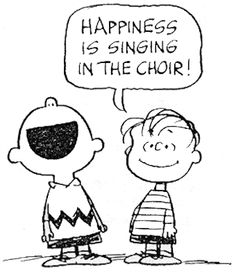 HAPPINESS
IS SINGING
IN THE CHOIR!